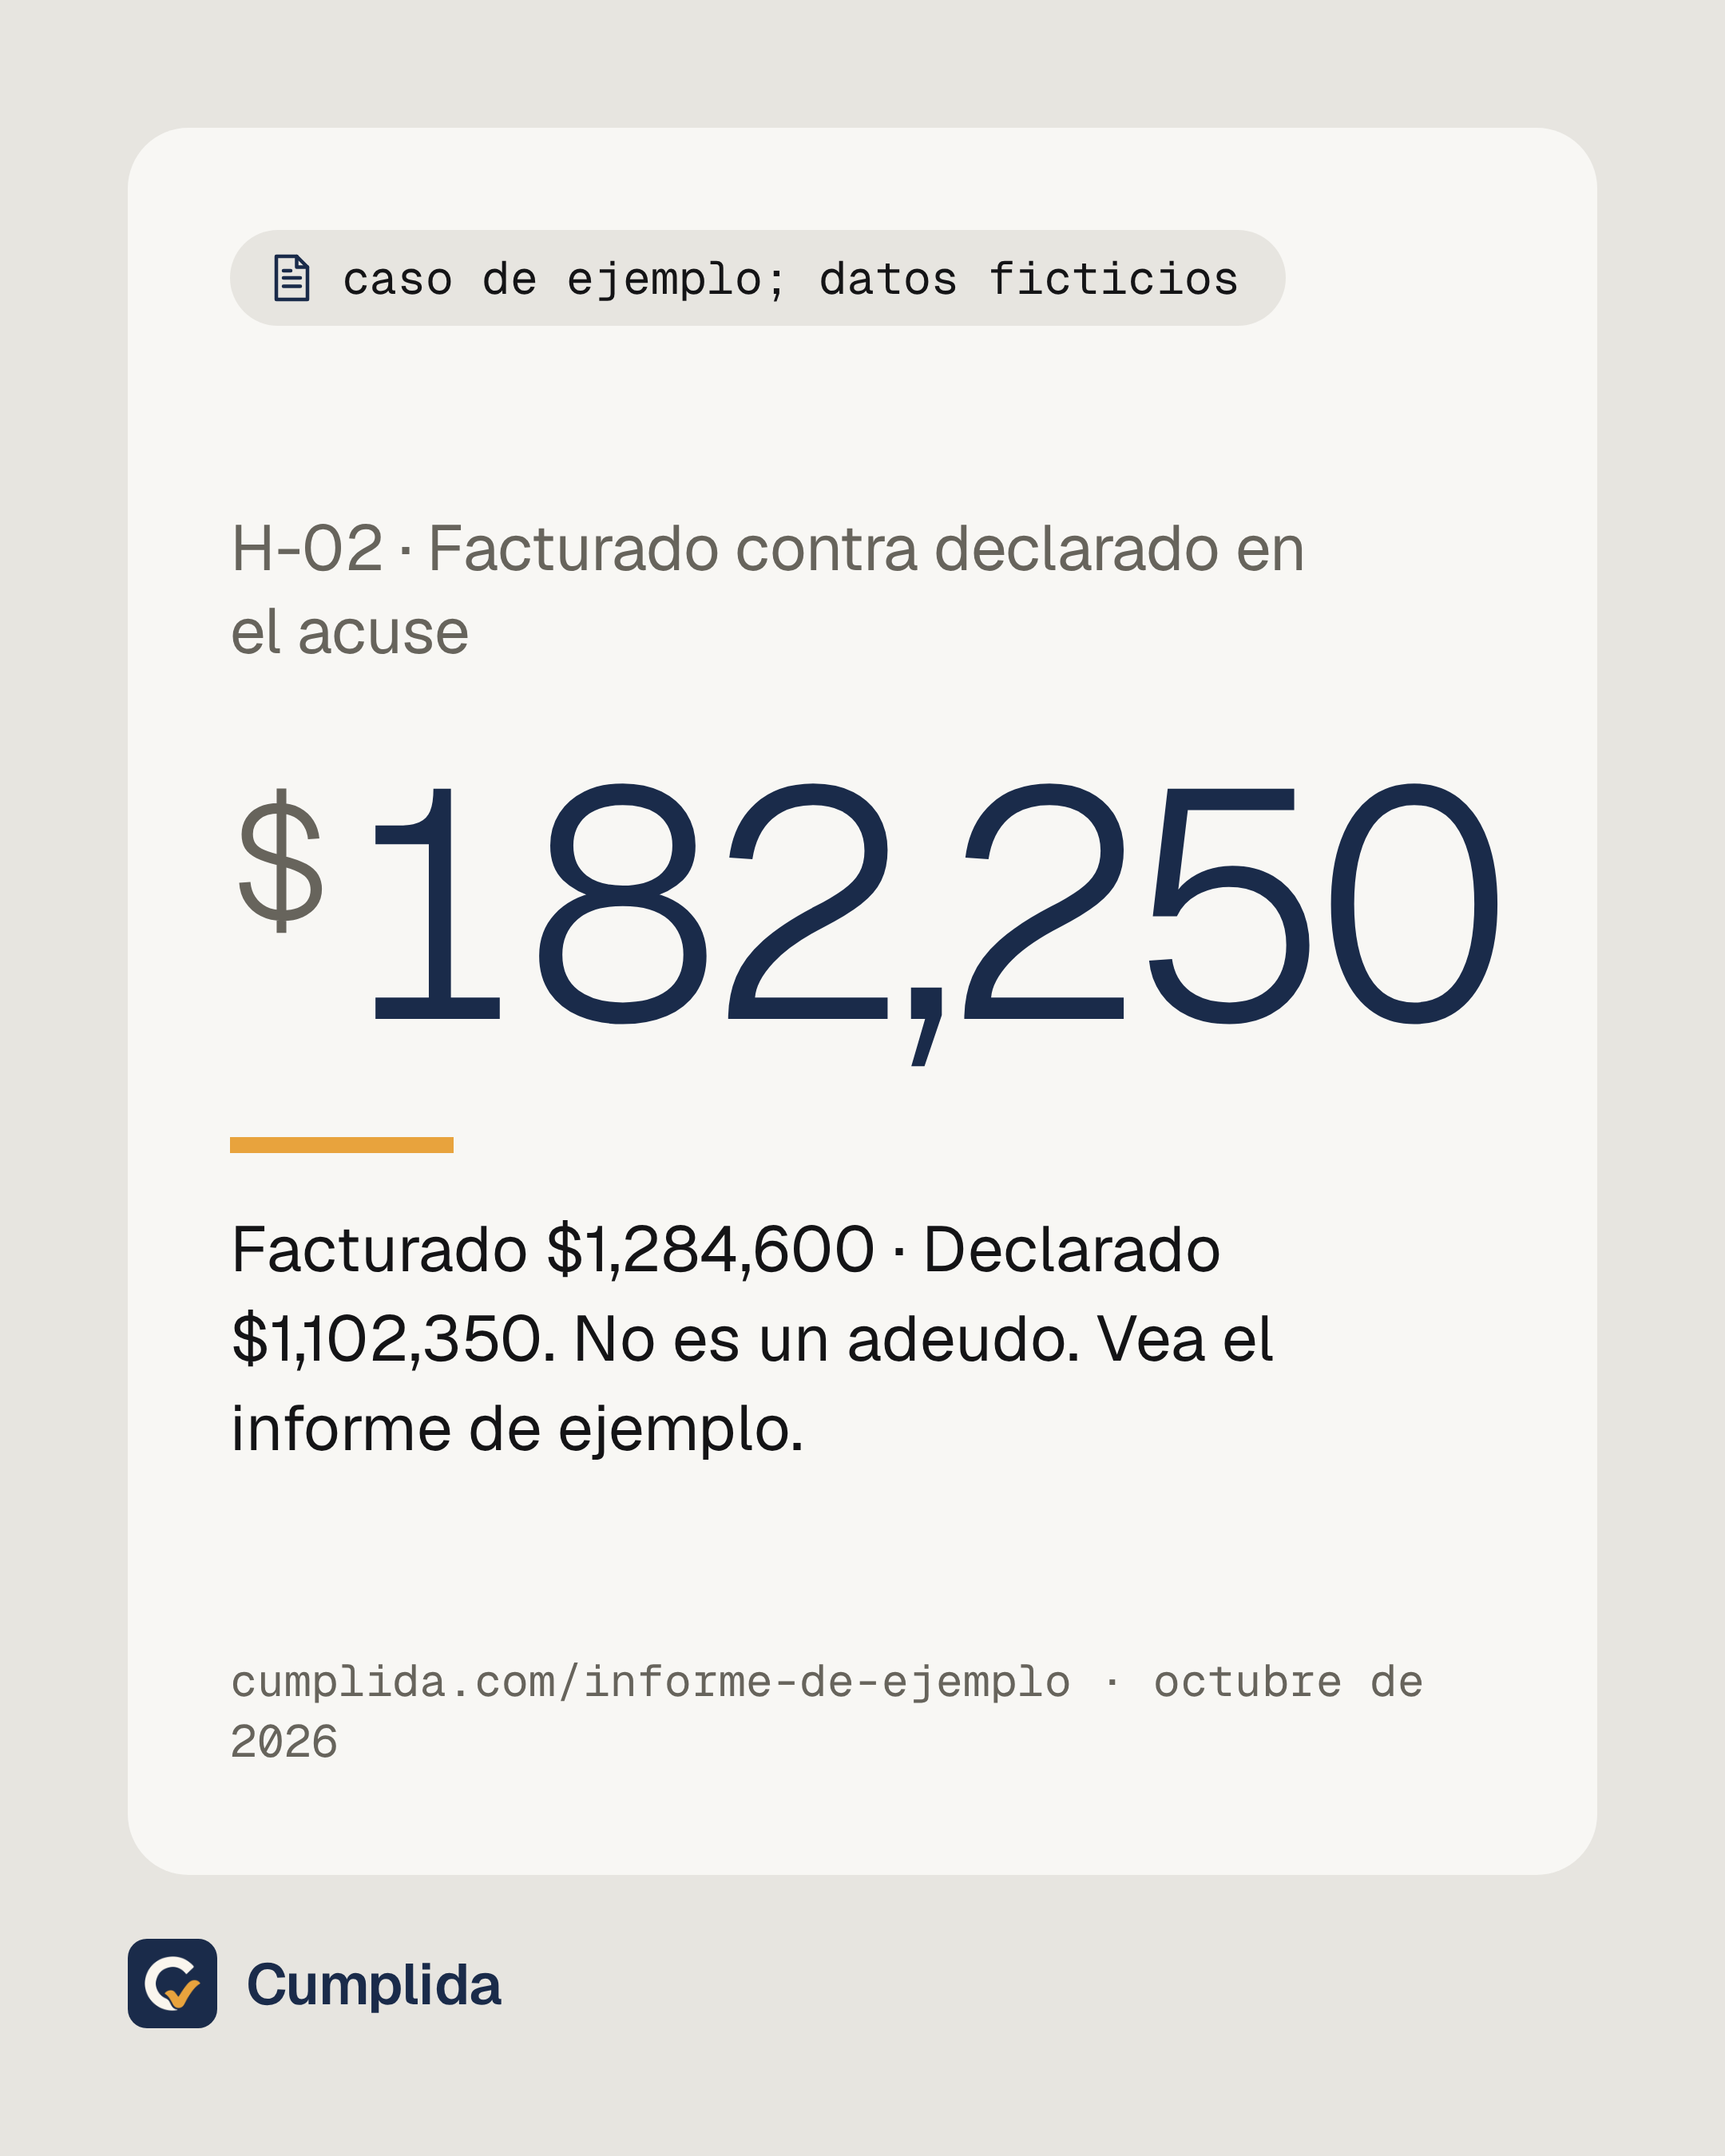 caso de ejemplo; datos ficticios
H-02 · Facturado contra declarado en
el acuse
$182,250
Facturado $1,284,600 · Declarado
$1,102,350. No es un adeudo. Vea el
informe de ejemplo.
cumplida.com/informe-de-ejemplo · octubre de
2026
Cumplida